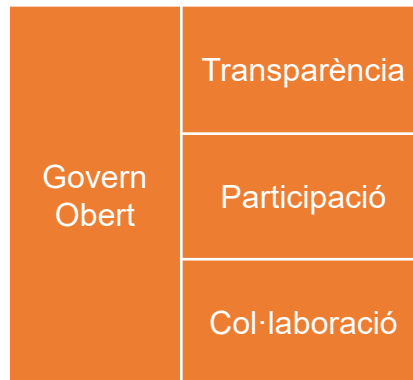 Govern
Obert
Transparència
Participació
Col·laboració